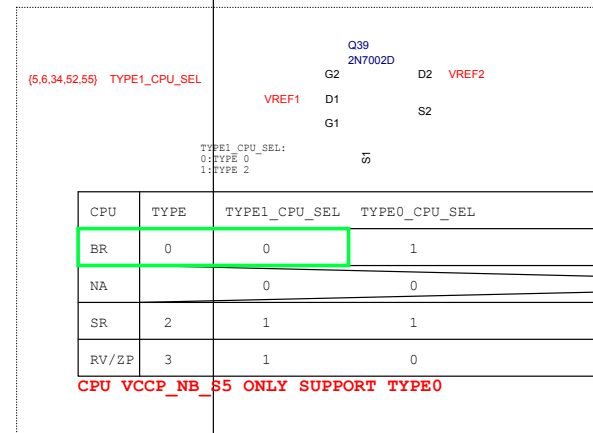 Q39
2N7002D
{5,6,34,52,55} TYPE1_CPU_SEL
G2 D2 VREF2
VREF1 D1
S2
G1
S1
TYPE1_CPU_SEL:
0:TYPE 0
1:TYPE 2
CPU TYPE TYPE1_CPU_SEL TYPE0_CPU_SEL
BR 0 0 1
NA 0 0
SR 2 1 1
RV/ZP 3 1 0
CPU VCCP_NB_S5 ONLY SUPPORT TYPE0